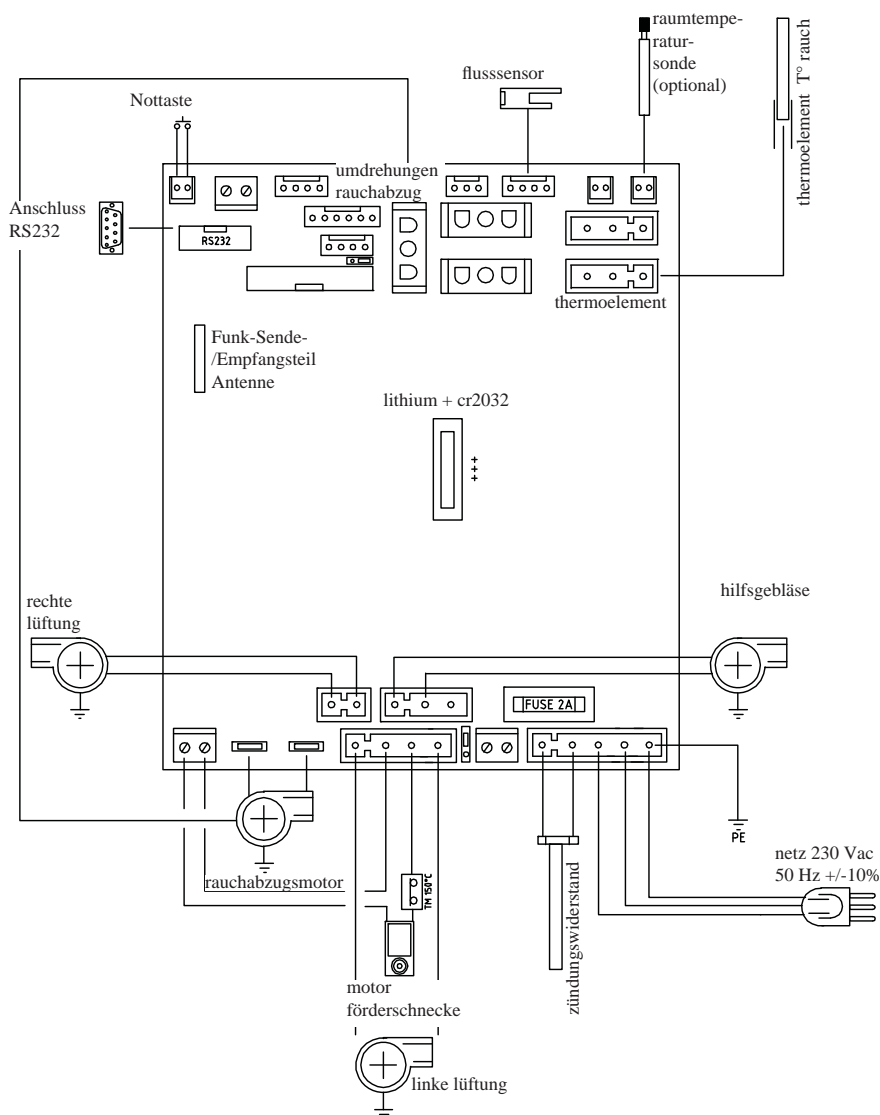 raumtempe-
ratur-
sonde
(optional)
thermoelement T° rauch
flusssensor
Nottaste
umdrehungen
rauchabzug
Anschluss
RS232
RS232
thermoelement
Funk-Sende-
/Empfangsteil
Antenne
lithium + cr2032
+++
rechte
lüftung
hilfsgebläse
FUSE 2A
PE
rauchabzugsmotor
TM 150°C
netz 230 Vac
50 Hz +/-10%
zündungswiderstand
motor
förderschnecke
linke lüftung